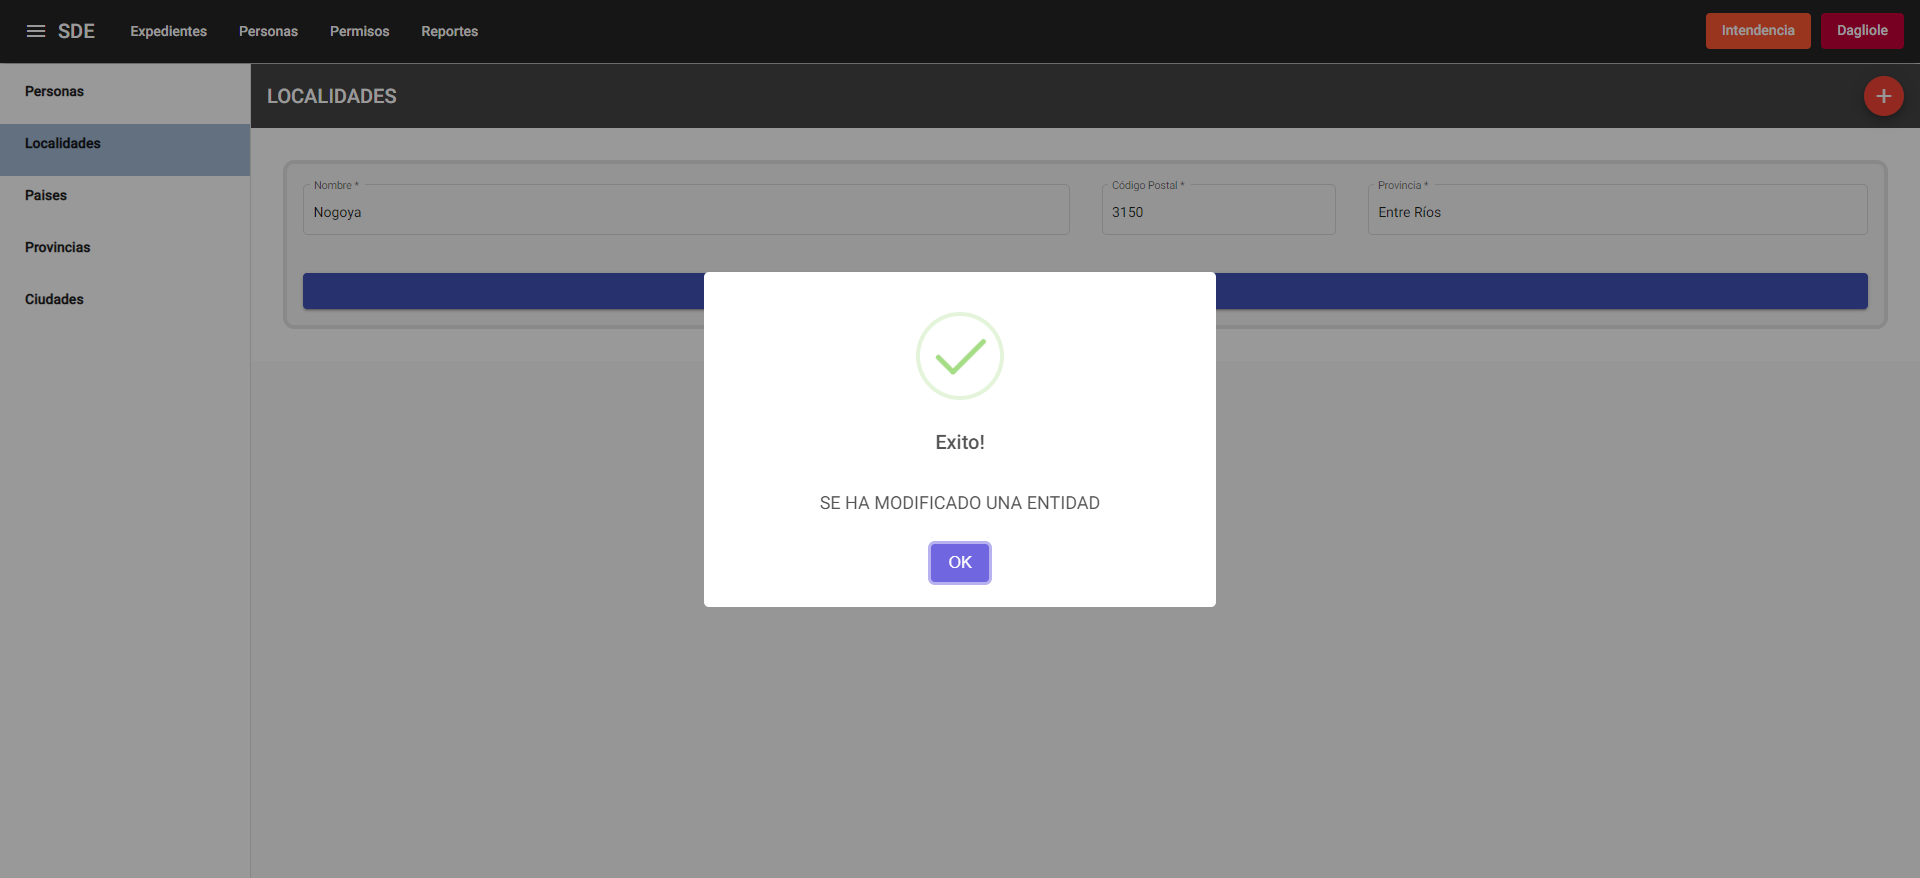 SDE
Expedientes
Personas
Permisos
Reportes
Intendencia
Dagliole
Personas
Localidades
Paises
Provincias
Ciudades
LOCALIDADES
Nombre *
Nogoya
Código Postal *
3150
Provincia *
Entre Ríos
Exito!
SE HA MODIFICADO UNA ENTIDAD
OK